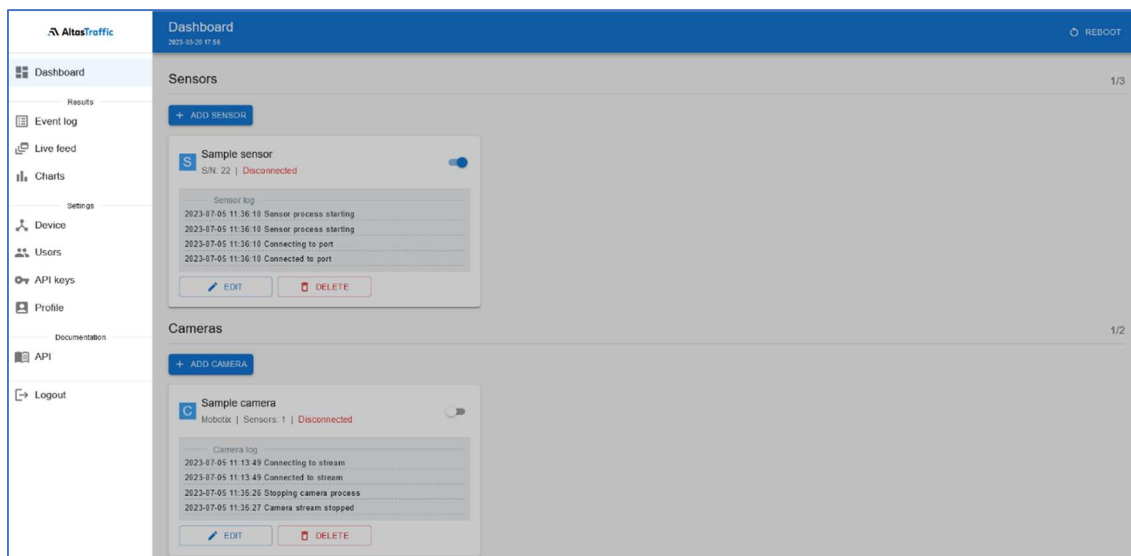 AltasTraffic
Dashboard
Results
Event log
Live feed
Charts
Settings
Device
Users
API keys
Profile
Documentation
API
Logout
Dashboard
2023-03-20 17:56
REBOOT
Sensors
1/3
+ ADD SENSOR
S
Sample sensor
S/N: 22 | Disconnected
Sensor log
2023-07-05 11:36:10 Sensor process starting
2023-07-05 11:36:10 Sensor process starting
2023-07-05 11:36:10 Connecting to port
2023-07-05 11:36:10 Connected to port
EDIT
DELETE
Cameras
1/2
+ ADD CAMERA
C
Sample camera
Mobotix | Sensors: 1 | Disconnected
Camera log
2023-07-05 11:13:49 Connecting to stream
2023-07-05 11:13:49 Connected to stream
2023-07-05 11:35:26 Stopping camera process
2023-07-05 11:35:27 Camera stream stopped
EDIT
DELETE